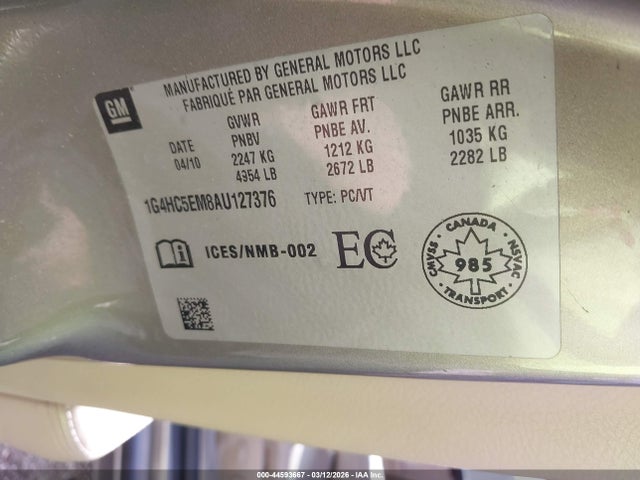 GM
MANUFACTURED BY GENERAL MOTORS LLC
FABRIQUÉ PAR GENERAL MOTORS LLC
DATE
04/10
GVWR
PNBV
2247 KG
4954 LB
GAWR FRT
PNBE AV.
1212 KG
2672 LB
GAWR RR
PNBE ARR.
1035 KG
2282 LB
1G4HC5EM8AU127376
TYPE: PC/VT
i
ICES/NMB-002
EC
CANADA
CMVSS
985
NSVAC
TRANSPORT
000-44593667 - 03/12/2026 - IAAI.CA